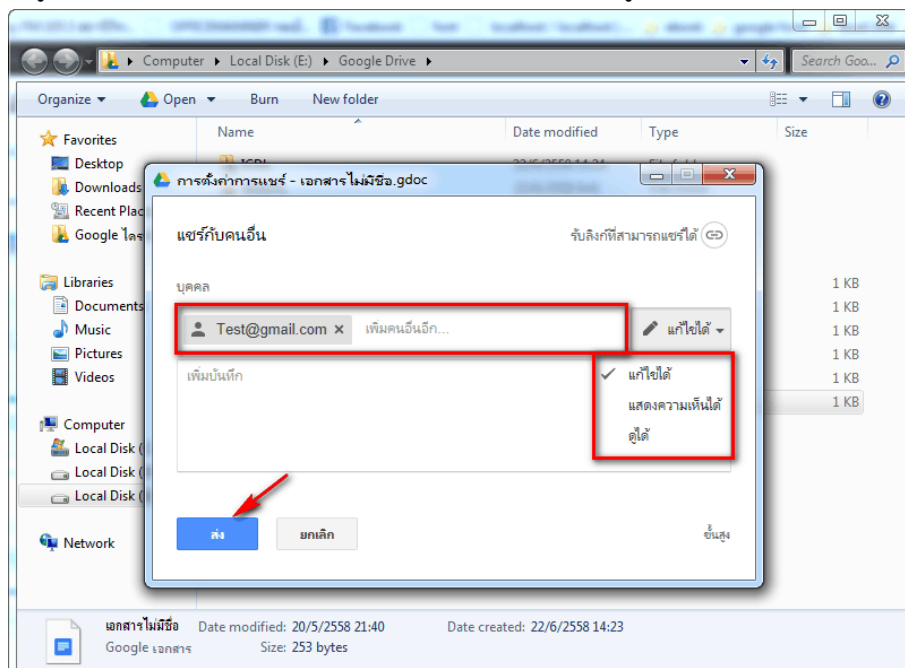 Computer ▸ Local Disk (E:) ▸ Google Drive ▸
Search Goo...
Organize Open Burn New folder
Name Date modified Type Size
Favorites
Desktop
Downloads
Recent Plac
Google ไดร
Libraries
Documents
Music
Pictures
Videos
Computer
Local Disk (
Local Disk (
Local Disk (
Network
การตั้งค่าการแชร์ - เอกสารไม่มีชื่อ.gdoc
แชร์กับคนอื่น รับลิงก์ที่สามารถแชร์ได้
บุคคล
Test@gmail.com × เพิ่มคนอื่นอีก... แก้ไขได้
เพิ่มบันทึก
แก้ไขได้
แสดงความเห็นได้
ดูได้
ส่ง ยกเลิก ขั้นสูง
1 KB
1 KB
1 KB
1 KB
1 KB
1 KB
เอกสารไม่มีชื่อ Date modified: 20/5/2558 21:40 Date created: 22/6/2558 14:23
Google เอกสาร Size: 253 bytes